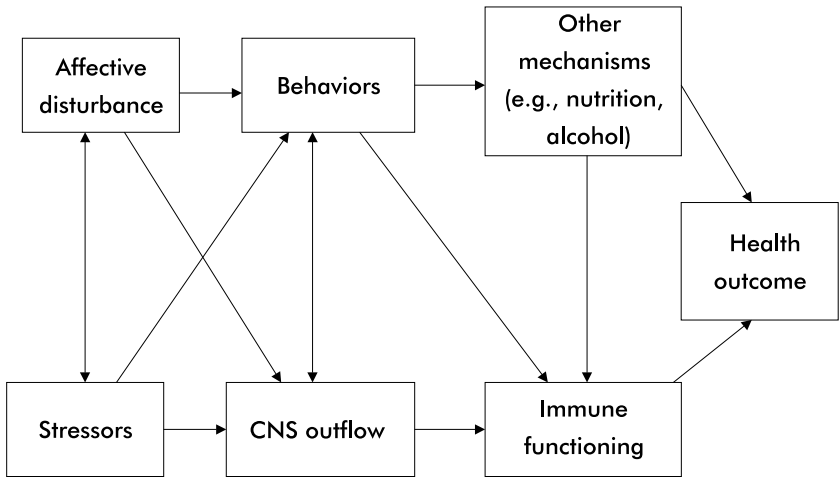 Affective
disturbance
Behaviors
Other
mechanisms
(e.g., nutrition,
alcohol)
Health
outcome
Stressors
CNS outflow
Immune
functioning